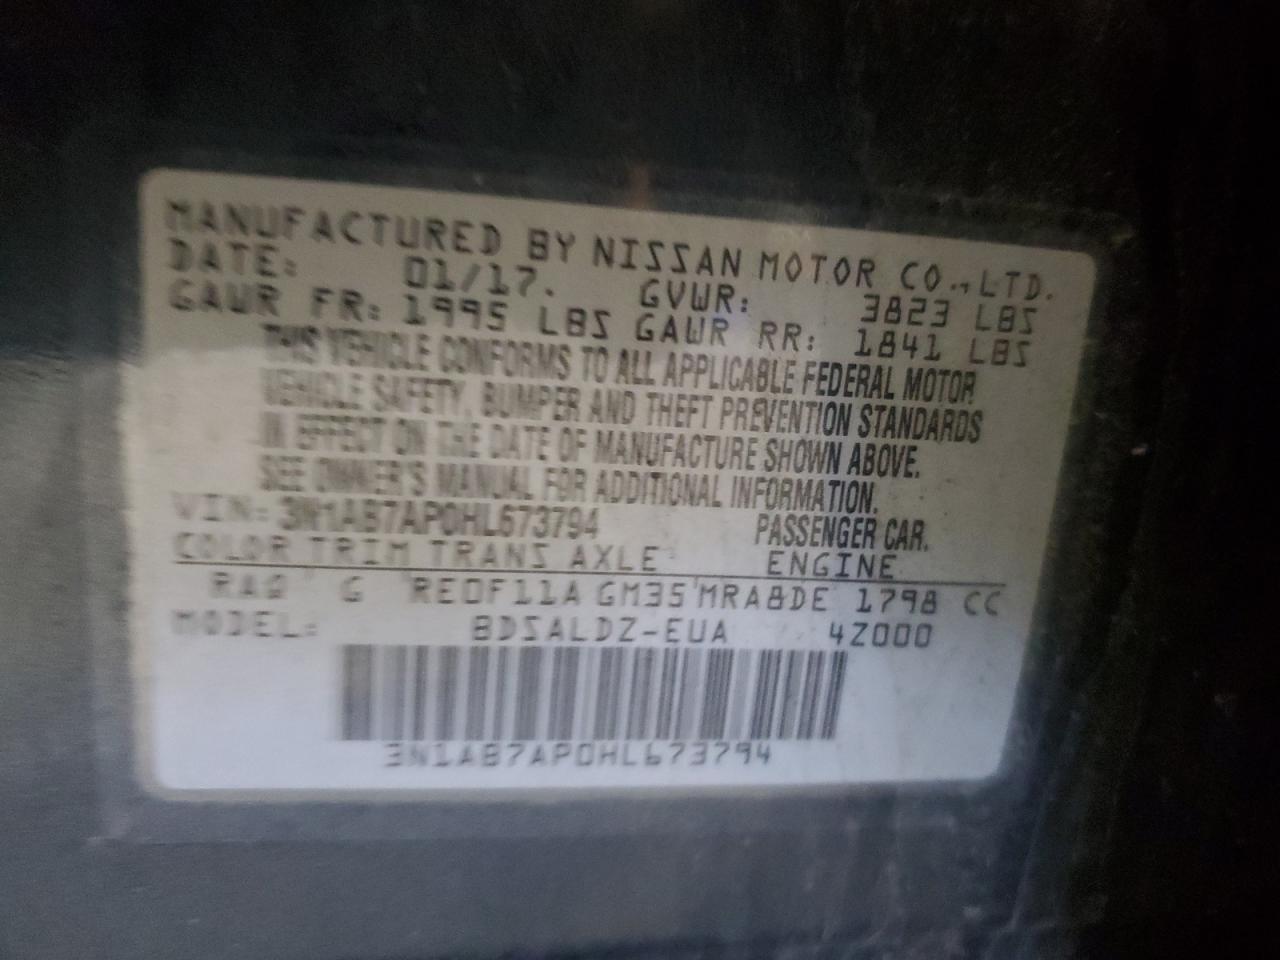 MANUFACTURED BY NISSAN MOTOR CO.,LTD.
DATE: 01/17. GVWR: 3823 LBS
GAWR FR: 1995 LBS GAWR RR: 1841 LBS
THIS VEHICLE CONFORMS TO ALL APPLICABLE FEDERAL MOTOR
VEHICLE SAFETY, BUMPER AND THEFT PREVENTION STANDARDS
IN EFFECT ON THE DATE OF MANUFACTURE SHOWN ABOVE.
SEE OWNER'S MANUAL FOR ADDITIONAL INFORMATION.
VIN: 3N1AB7AP0HL673794 PASSENGER CAR.
COLOR TRIM TRANS AXLE ENGINE
RAQ G RE0F11A GM35 MRA8DE 1798 CC
MODEL: BDSALDZ-EUA 4Z000
3N1AB7AP0HL673794